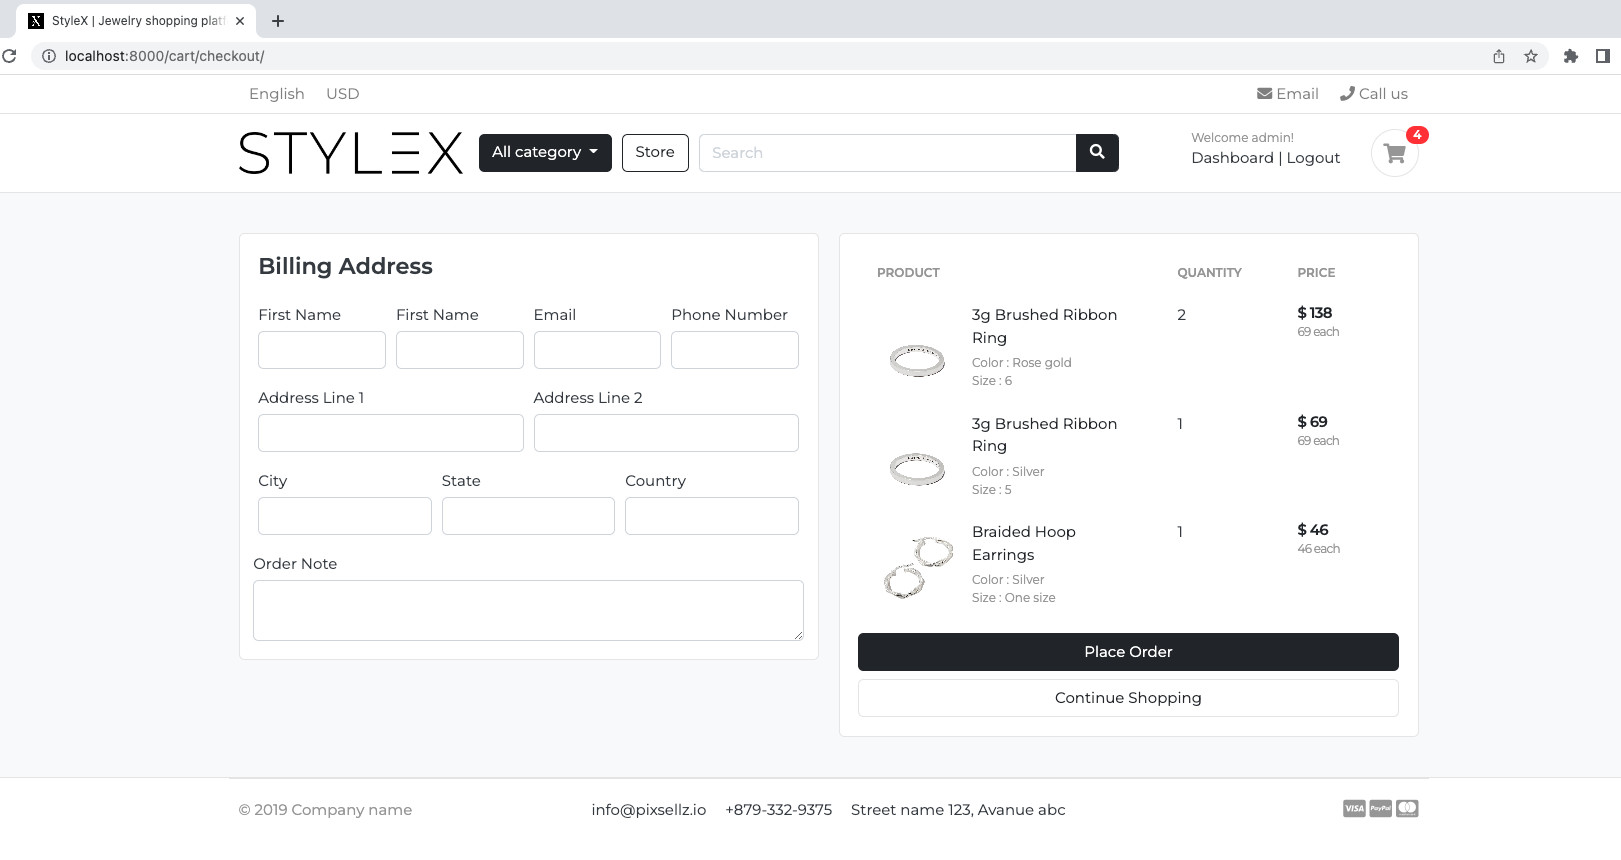 StyleX | Jewelry shopping platf
localhost:8000/cart/checkout/
English USD Email Call us
STYLEX All category Store Search Welcome admin! 4
Dashboard | Logout
Billing Address
First Name First Name Email Phone Number
Address Line 1 Address Line 2
City State Country
Order Note
PRODUCT QUANTITY PRICE
3g Brushed Ribbon 2 $ 138
Ring 69 each
Color : Rose gold
Size : 6
3g Brushed Ribbon 1 $ 69
Ring 69 each
Color : Silver
Size : 5
Braided Hoop 1 $ 46
Earrings 46 each
Color : Silver
Size : One size
Place Order
Continue Shopping
© 2019 Company name info@pixsellz.io +879-332-9375 Street name 123, Avanue abc VISA PayPal